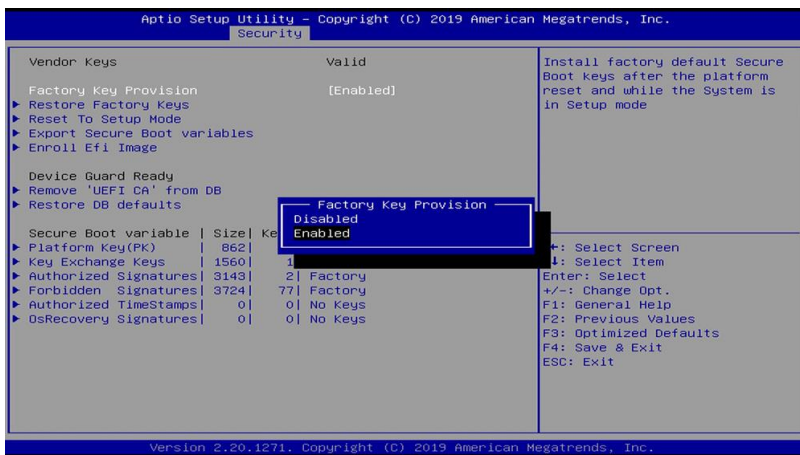 Aptio Setup Utility – Copyright (C) 2019 American Megatrends, Inc.
Security
Vendor Keys Valid
Factory Key Provision [Enabled]
Restore Factory Keys
Reset To Setup Mode
Export Secure Boot variables
Enroll Efi Image
Device Guard Ready
Remove 'UEFI CA' from DB
Restore DB defaults
Secure Boot variable | Size| Ke
Platform Key(PK) | 862|
Key Exchange Keys | 1560| 1
Authorized Signatures| 3143| 2| Factory
Forbidden Signatures| 3724| 77| Factory
Authorized TimeStamps| 0| 0| No Keys
OsRecovery Signatures| 0| 0| No Keys
Factory Key Provision
Disabled
Enabled
Install factory default Secure
Boot keys after the platform
reset and while the System is
in Setup mode
: Select Screen
: Select Item
Enter: Select
+/-: Change Opt.
F1: General Help
F2: Previous Values
F3: Optimized Defaults
F4: Save & Exit
ESC: Exit
Version 2.20.1271. Copyright (C) 2019 American Megatrends, Inc.